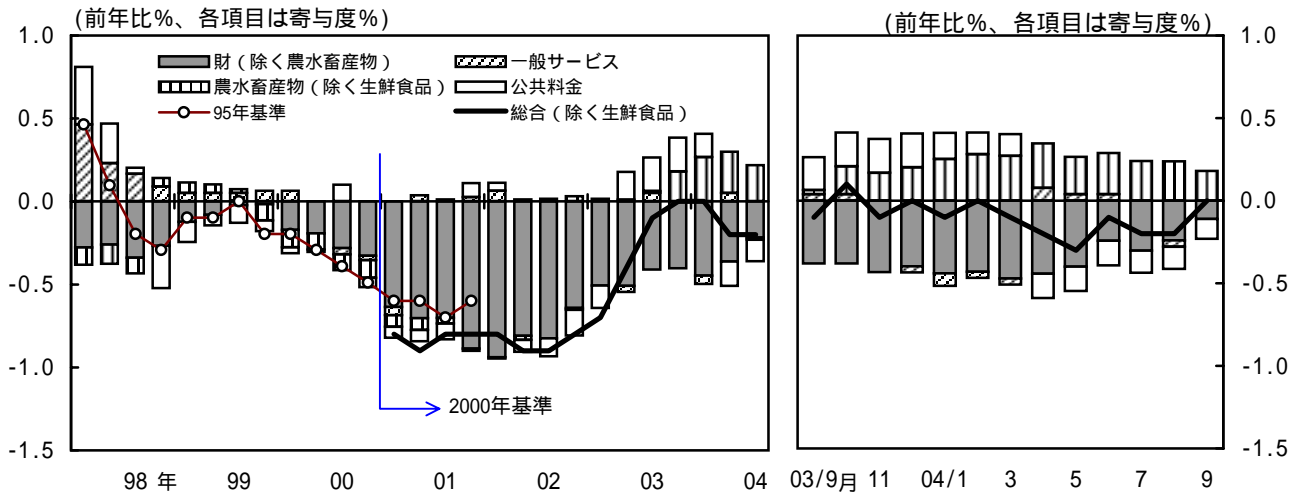 (前年比%、各項目は寄与度%)
(前年比%、各項目は寄与度%)
財（除く農水畜産物）
一般サービス
農水畜産物（除く生鮮食品）
公共料金
95年基準
総合（除く生鮮食品）
1.0
0.5
0.0
-0.5
-1.0
-1.5
2000年基準
98 年
99
00
01
02
03
04
1.0
0.5
0.0
-0.5
-1.0
-1.5
03/9月
11
04/1
3
5
7
9